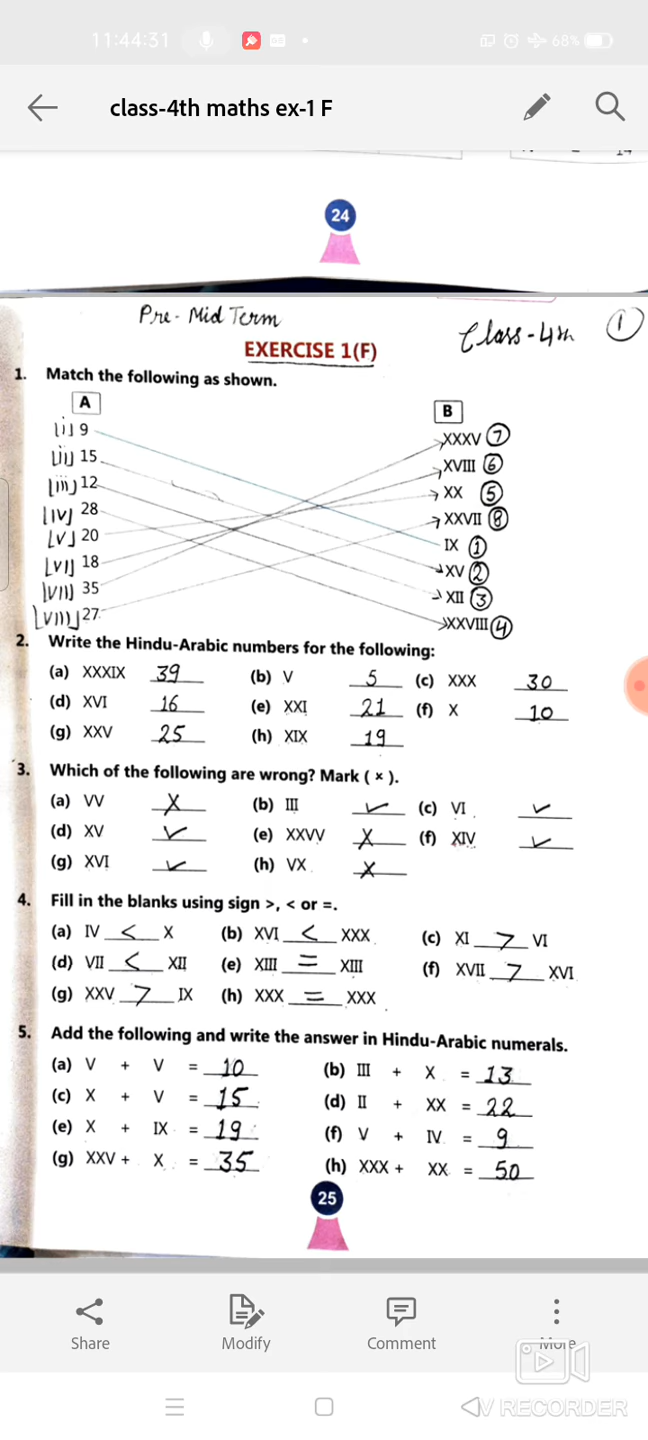 11:44:31 68%
class-4th maths ex-1 F
24
Pre-Mid Term
Class-4th 1
EXERCISE 1(F)
1. Match the following as shown.
A B
(i) 9 XXXV 7
(ii) 15 XVIII 6
(iii) 12 XX 5
(iv) 28 XXVII 8
(v) 20 IX 1
(vi) 18 XV 2
(vii) 35 XII 3
(viii) 27 XXVIII 4
2. Write the Hindu-Arabic numbers for the following:
(a) XXXIX 39 (b) V 5 (c) XXX 30
(d) XVI 16 (e) XXI 21 (f) X 10
(g) XXV 25 (h) XIX 19
3. Which of the following are wrong? Mark ( × ).
(a) VV X (b) III ✓ (c) VI ✓
(d) XV ✓ (e) XXVV X (f) XIV ✓
(g) XVI ✓ (h) VX X
4. Fill in the blanks using sign >, < or =.
(a) IV < X (b) XVI < XXX (c) XI > VI
(d) VII < XII (e) XIII = XIII (f) XVII > XVI
(g) XXV > IX (h) XXX = XXX
5. Add the following and write the answer in Hindu-Arabic numerals.
(a) V + V = 10 (b) III + X = 13
(c) X + V = 15 (d) II + XX = 22
(e) X + IX = 19 (f) V + IV = 9
(g) XXV + X = 35 (h) XXX + XX = 50
25
Share Modify Comment More
V RECORDER